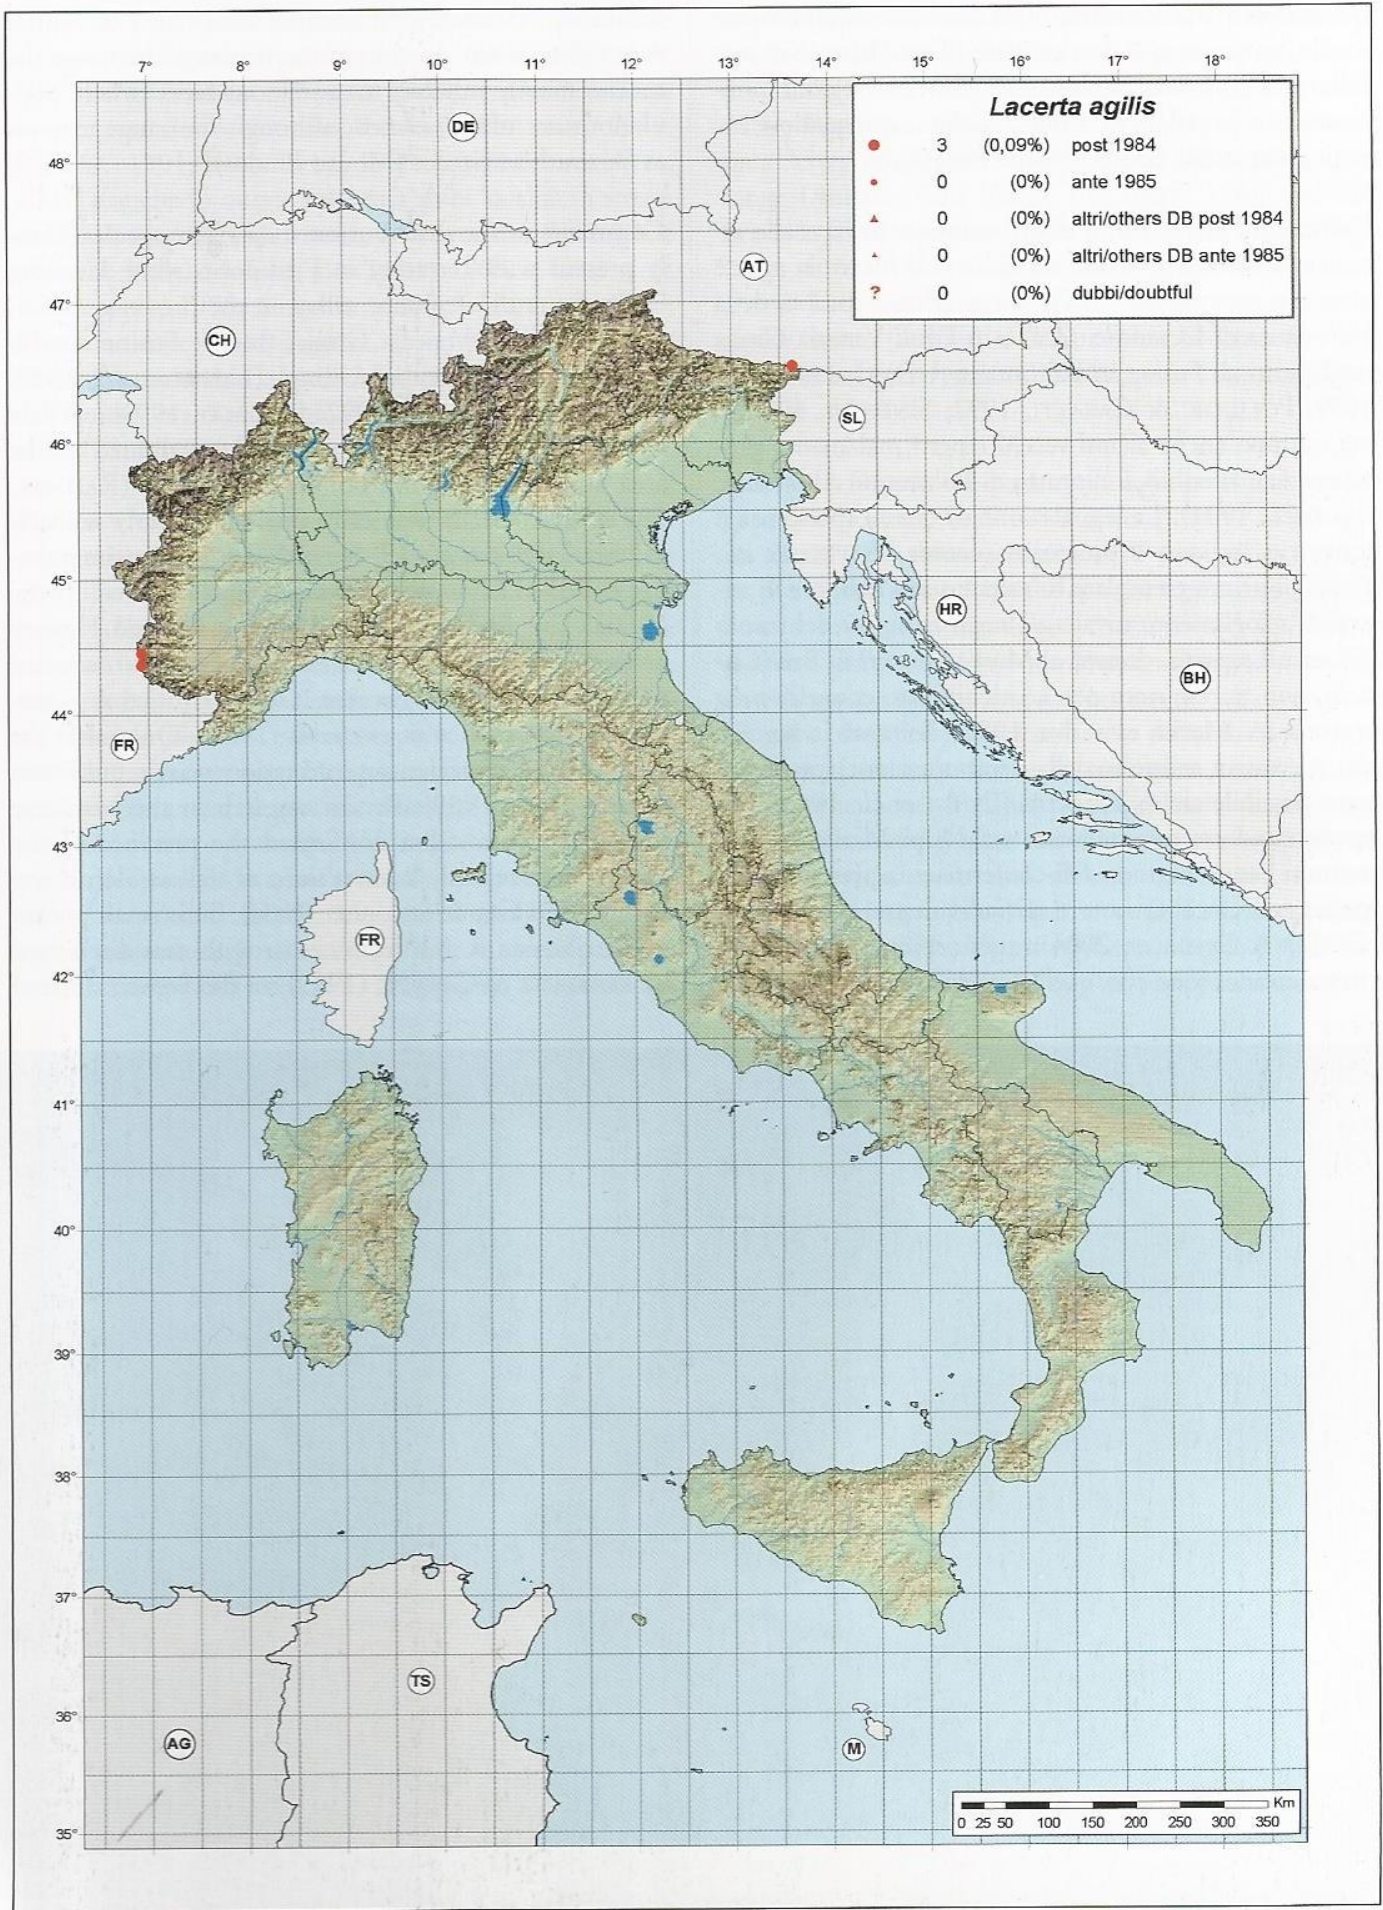 7° 8° 9° 10° 11° 12° 13° 14° 15° 16° 17° 18°
Lacerta agilis
3 (0,09%) post 1984
0 (0%) ante 1985
0 (0%) altri/others DB post 1984
0 (0%) altri/others DB ante 1985
? 0 (0%) dubbi/doubtful
DE
48°
AT
47°
CH
SL
46°
45°
HR
BH
44°
FR
43°
FR
42°
41°
40°
39°
38°
37°
TS
36°
AG
M
Km
0 25 50 100 150 200 250 300 350
35°